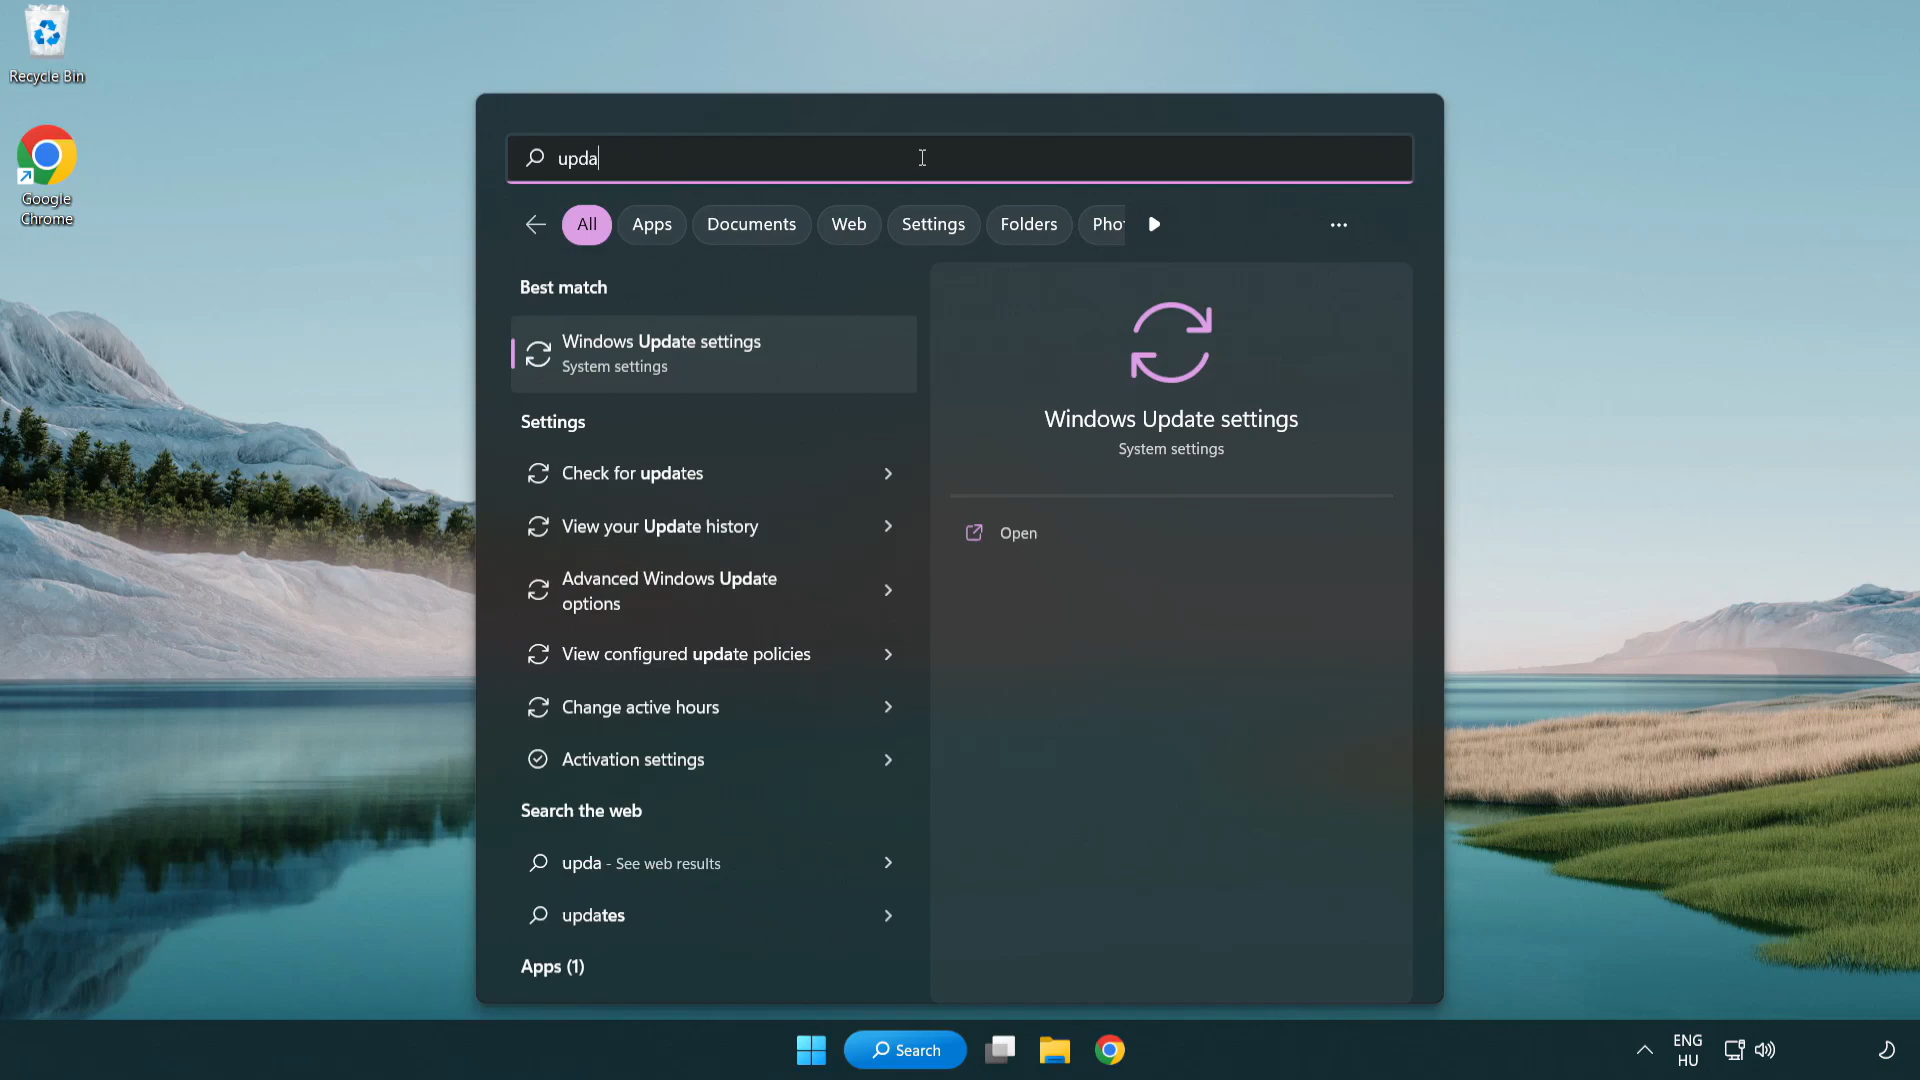 Recycle Bin
Google
Chrome
upda
All
Apps
Documents
Web
Settings
Folders
Best match
Windows Update settings
System settings
Settings
Check for updates
View your Update history
Advanced Windows Update
options
View configured update policies
Change active hours
Activation settings
Search the web
upda - See web results
updates
Apps (1)
Windows Update settings
System settings
Open
Search
ENG
HU